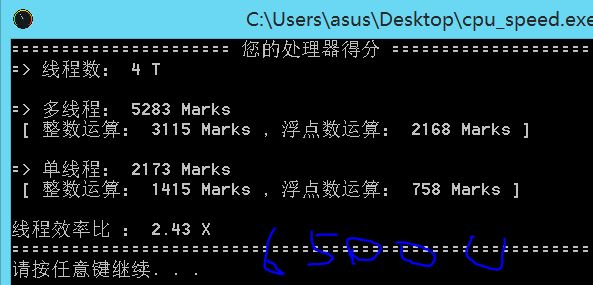 C:\Users\asus\Desktop\cpu_speed.exe
======================= 您的处理器得分 =======================
=> 线程数： 4 T
=> 多线程： 5283 Marks
[ 整数运算： 3115 Marks , 浮点数运算： 2168 Marks ]
=> 单线程： 2173 Marks
[ 整数运算： 1415 Marks , 浮点数运算： 758 Marks ]
线程效率比 ： 2.43 X
6500U
请按任意键继续. . .